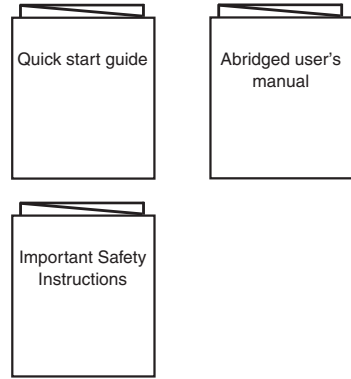 Quick start guide
Abridged user's
manual
Important Safety
Instructions